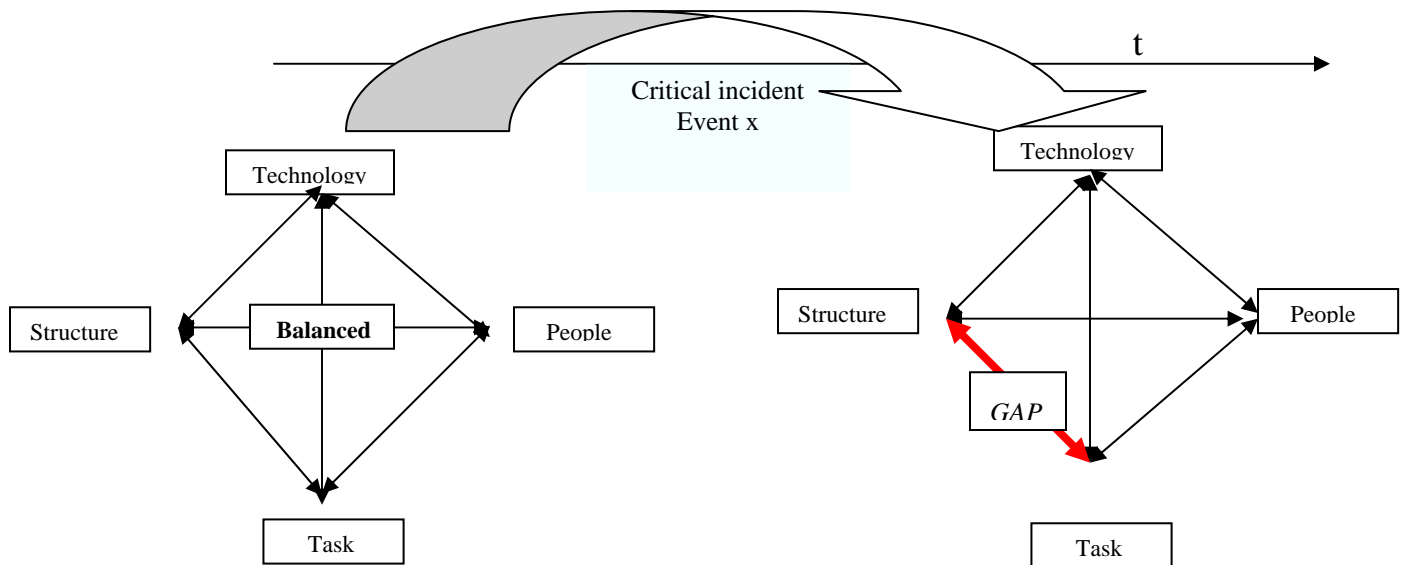 t
Critical incident
Event x
Technology
Structure
Balanced
People
Task
Technology
Structure
People
GAP
Task